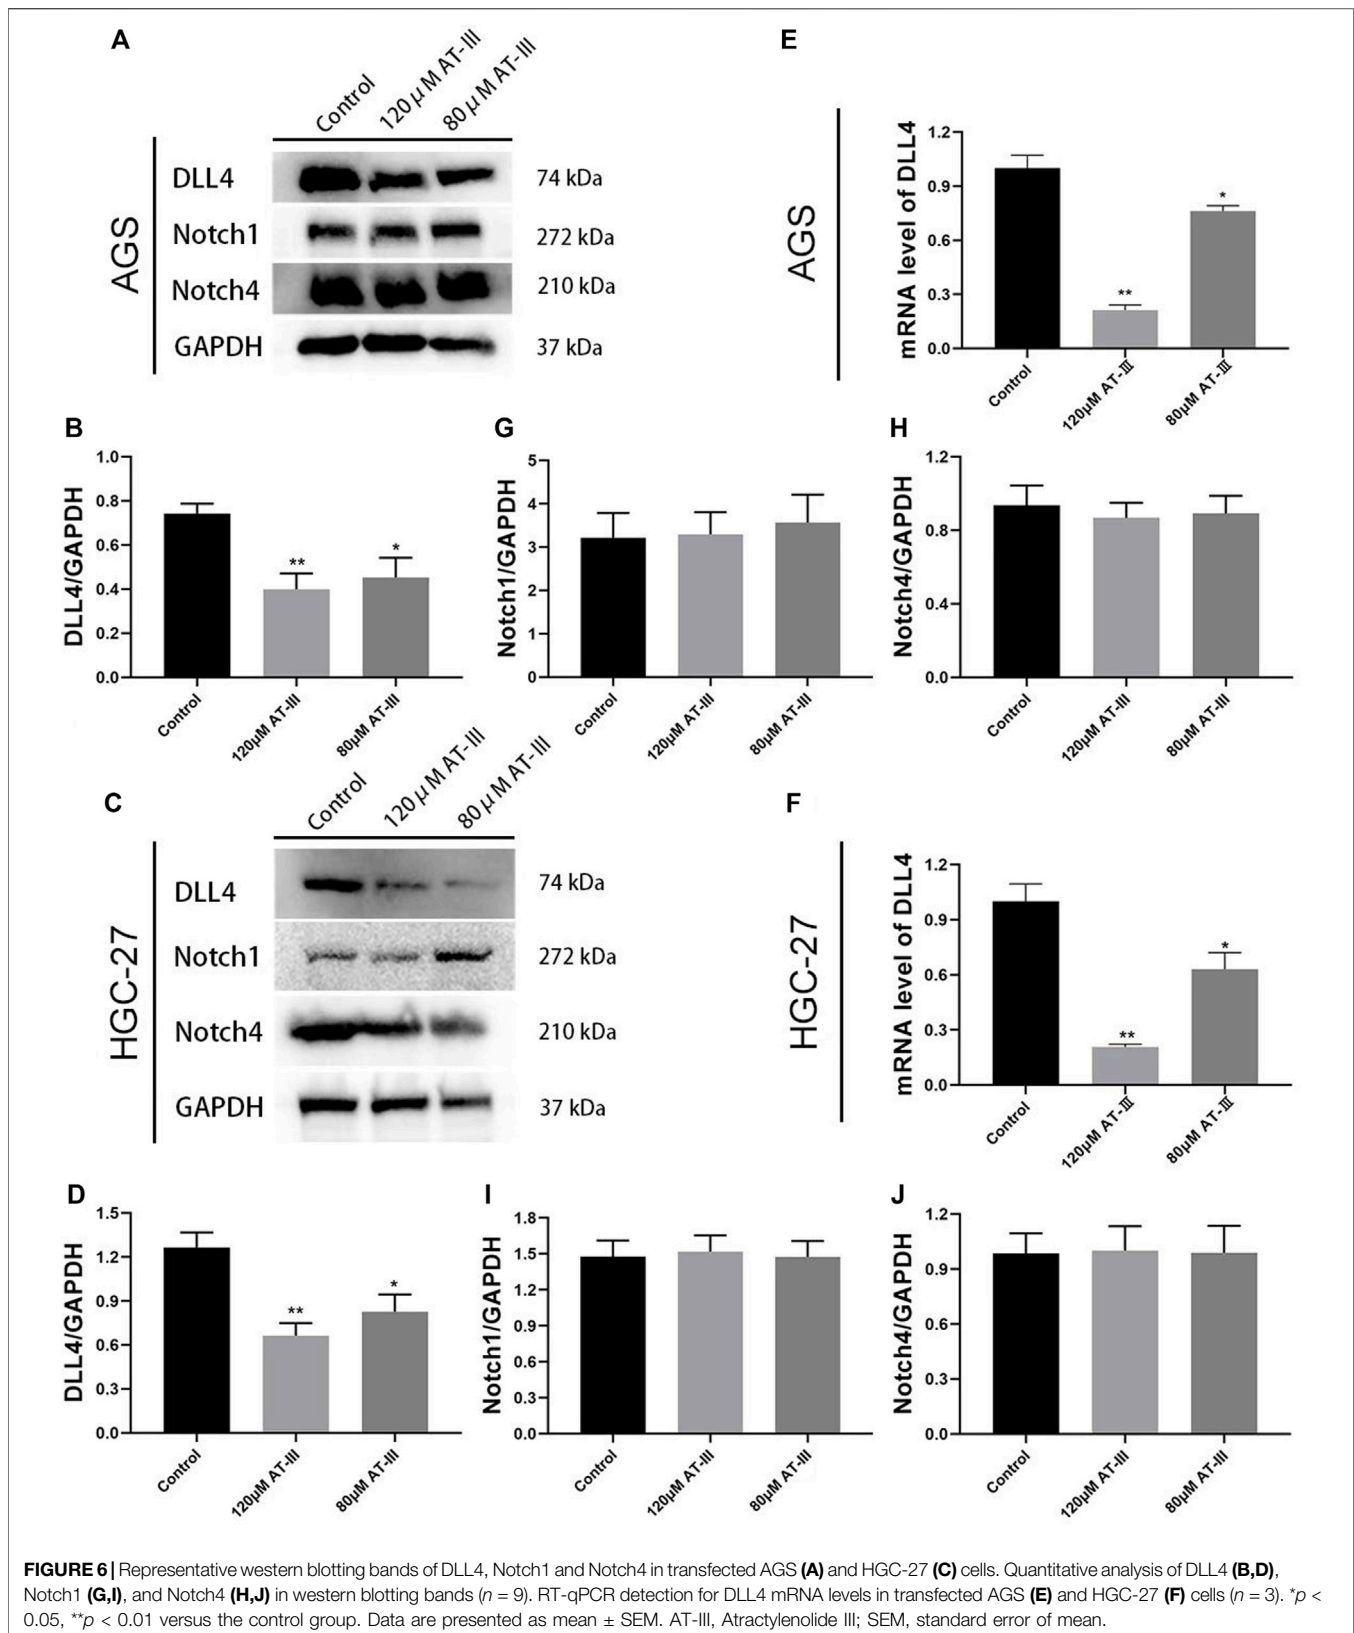 A
Control
120μM AT-III
80μM AT-III
AGS
DLL4
74 kDa
Notch1
272 kDa
Notch4
210 kDa
GAPDH
37 kDa
E
AGS
mRNA level of DLL4
1.2
0.9
0.6
0.3
0.0
**
*
Control
120μM AT-III
80μM AT-III
B
DLL4/GAPDH
1.0
0.8
0.6
0.4
0.2
0.0
**
*
Control
120μM AT-III
80μM AT-III
G
Notch1/GAPDH
5
4
3
2
1
0
Control
120μM AT-III
80μM AT-III
H
Notch4/GAPDH
1.2
0.8
0.4
0.0
Control
120μM AT-III
80μM AT-III
C
Control
120μM AT-III
80μM AT-III
HGC-27
DLL4
74 kDa
Notch1
272 kDa
Notch4
210 kDa
GAPDH
37 kDa
F
HGC-27
mRNA level of DLL4
1.2
0.9
0.6
0.3
0.0
**
*
Control
120μM AT-III
80μM AT-III
D
DLL4/GAPDH
1.5
1.2
0.9
0.6
0.3
0.0
**
*
Control
120μM AT-III
80μM AT-III
I
Notch1/GAPDH
1.8
1.5
1.2
0.9
0.6
0.3
0.0
Control
120μM AT-III
80μM AT-III
J
Notch4/GAPDH
1.2
0.9
0.6
0.3
0.0
Control
120μM AT-III
80μM AT-III
FIGURE 6 | Representative western blotting bands of DLL4, Notch1 and Notch4 in transfected AGS (A) and HGC-27 (C) cells. Quantitative analysis of DLL4 (B,D),
Notch1 (G,I), and Notch4 (H,J) in western blotting bands (n = 9). RT-qPCR detection for DLL4 mRNA levels in transfected AGS (E) and HGC-27 (F) cells (n = 3). *p <
0.05, **p < 0.01 versus the control group. Data are presented as mean ± SEM. AT-III, Atractylenolide III; SEM, standard error of mean.